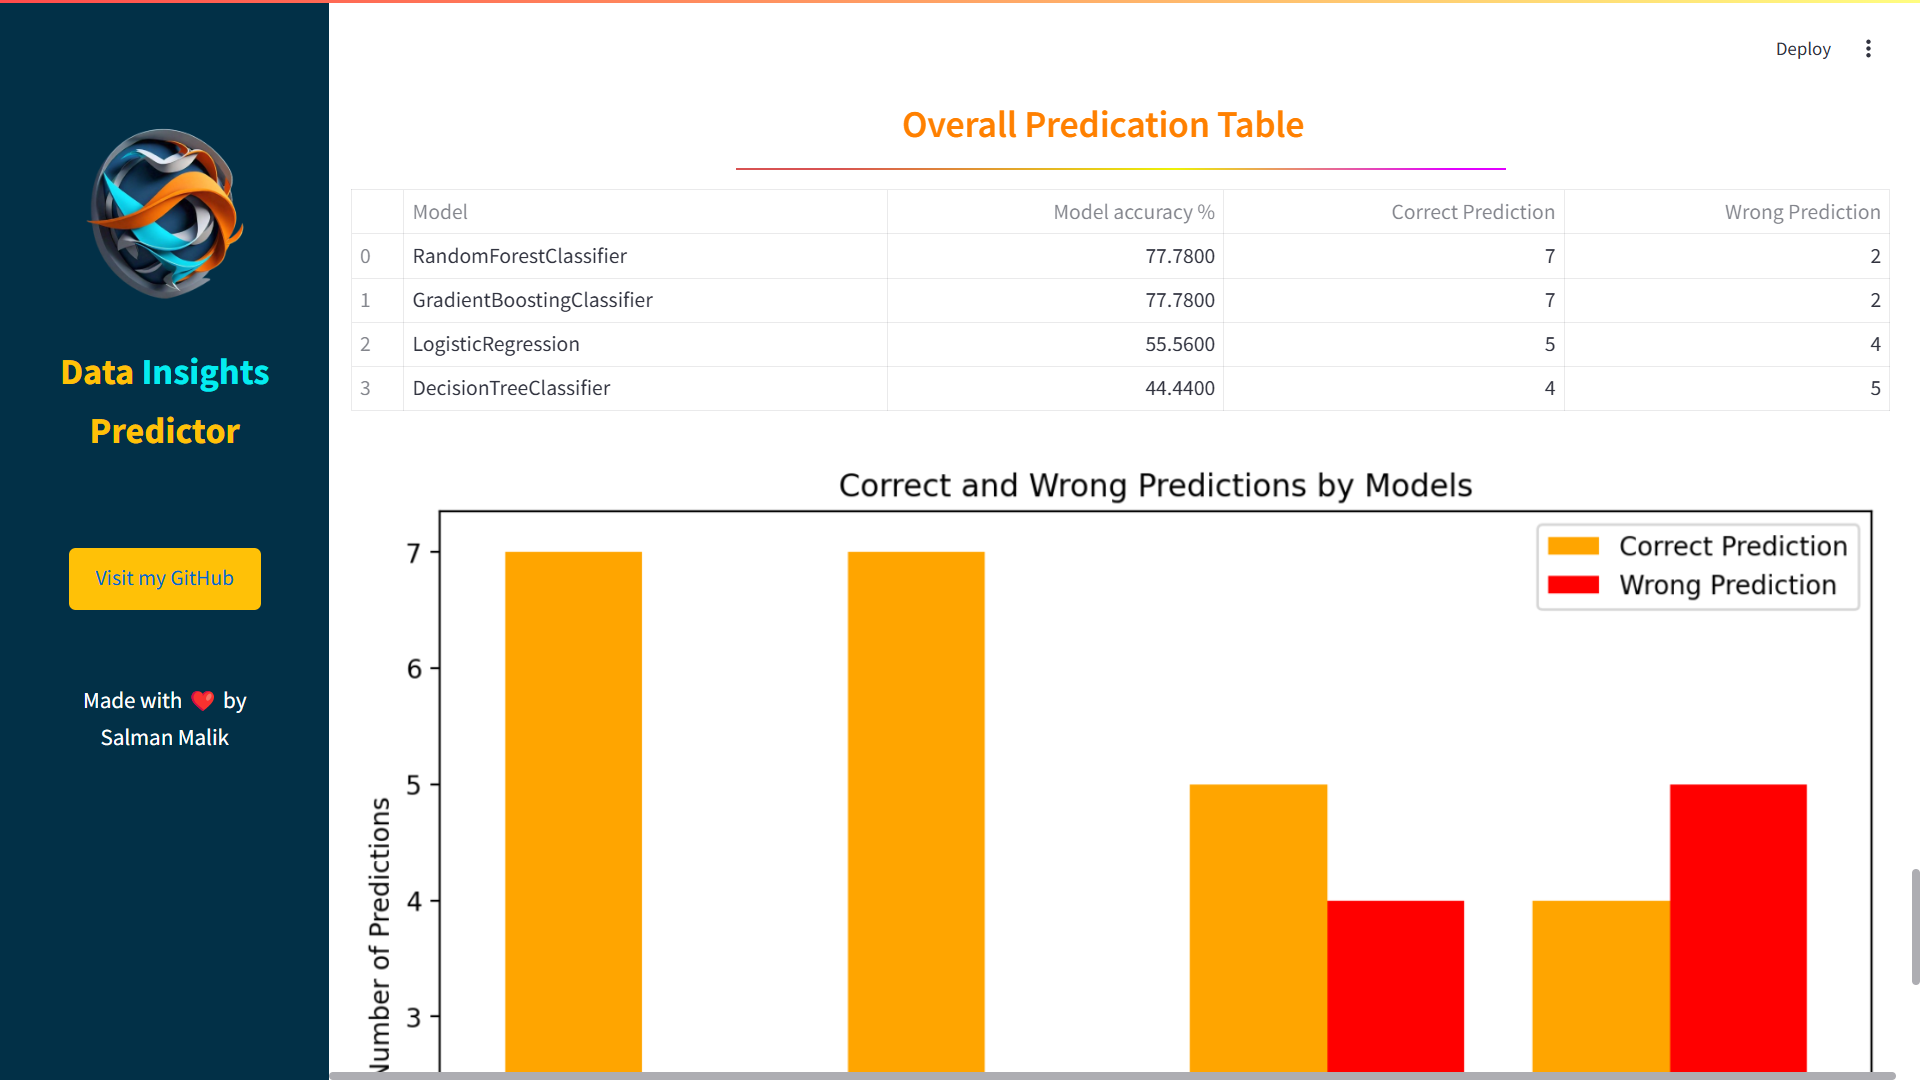 Deploy
Data Insights
Predictor
Visit my GitHub
Made with ❤️ by
Salman Malik
Overall Predication Table
Model Model accuracy % Correct Prediction Wrong Prediction
0 RandomForestClassifier 77.7800 7 2
1 GradientBoostingClassifier 77.7800 7 2
2 LogisticRegression 55.5600 5 4
3 DecisionTreeClassifier 44.4400 4 5
Correct and Wrong Predictions by Models
Correct Prediction
Wrong Prediction
7
6
5
4
3
Number of Predictions